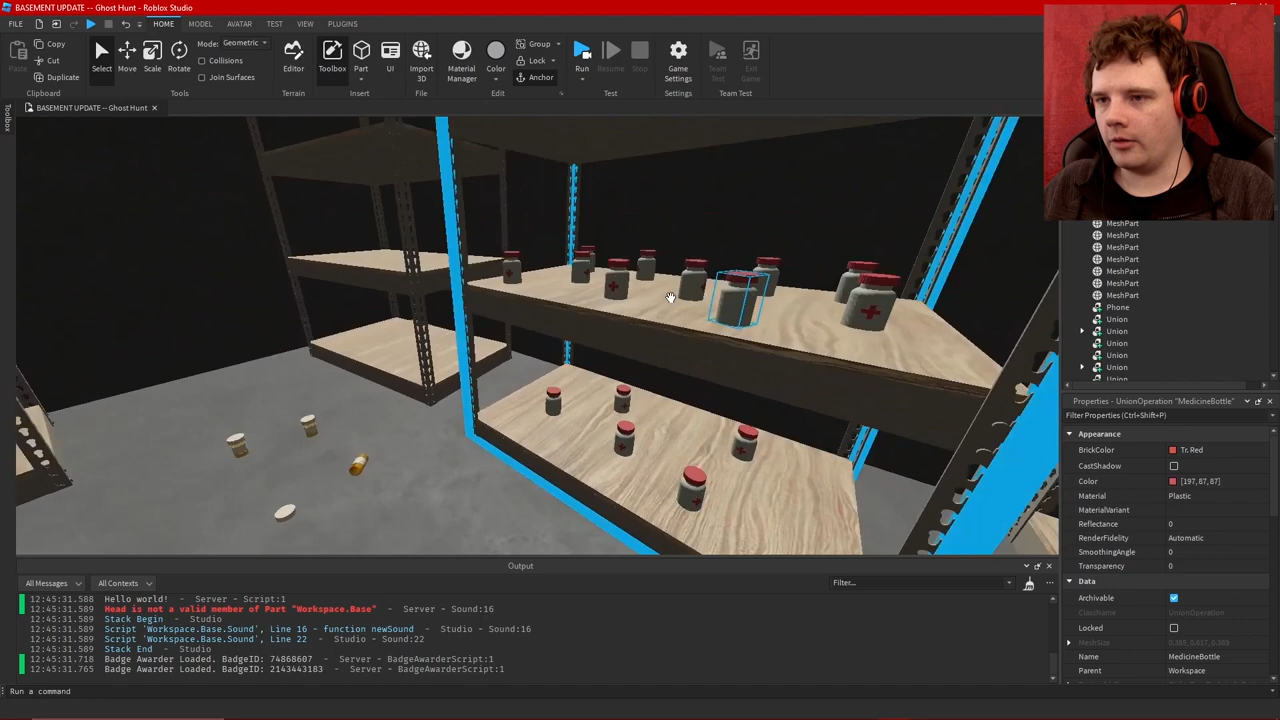 BASEMENT UPDATE -- Ghost Hunt - Roblox Studio
FILE HOME MODEL AVATAR TEST VIEW PLUGINS
Paste Copy Cut Duplicate Clipboard
Select Move Scale Rotate Mode: Geometric Collisions Join Surfaces Tools
Editor Terrain
Toolbox Part UI Insert
Import 3D File
Material Manager Color Group Lock Anchor Edit
Run Resume Stop Test
Game Settings Settings
Team Test Exit Game Team Test
Toolbox
BASEMENT UPDATE -- Ghost Hunt
MeshPart
MeshPart
MeshPart
MeshPart
MeshPart
MeshPart
MeshPart
Phone
Union
Union
Union
Union
Union
Union
Properties - UnionOperation "MedicineBottle"
Filter Properties (Ctrl+Shift+P)
Appearance
BrickColor Tr. Red
CastShadow
Color [197,87,87]
Material Plastic
MaterialVariant
Reflectance 0
RenderFidelity Automatic
SmoothingAngle 0
Transparency 0
Data
Archivable
ClassName UnionOperation
Locked
MeshSize
Name MedicineBottle
Parent Workspace
Output
All Messages All Contexts Filter...
12:45:31.588 Hello world! - Server - Script:1
12:45:31.589 Head is not a valid member of Part "Workspace.Base" - Server - Sound:16
12:45:31.589 Stack Begin - Studio
12:45:31.589 Script 'Workspace.Base.Sound', Line 16 - function newSound - Studio - Sound:16
12:45:31.589 Script 'Workspace.Base.Sound', Line 22 - Studio - Sound:22
12:45:31.589 Stack End - Studio
12:45:31.718 Badge Awarder Loaded. BadgeID: 74868607 - Server - BadgeAwarderScript:1
12:45:31.765 Badge Awarder Loaded. BadgeID: 2143443183 - Server - BadgeAwarderScript:1
Run a command